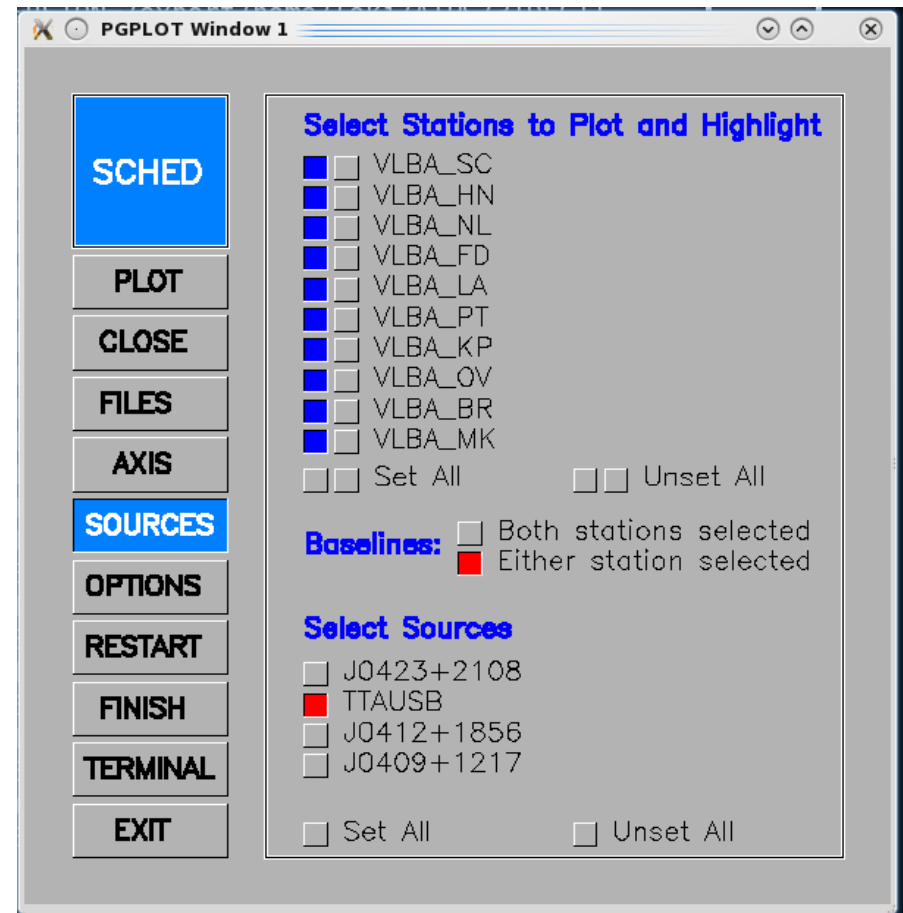 PGPLOT Window 1
SCHED
PLOT
CLOSE
FILES
AXIS
SOURCES
OPTIONS
RESTART
FINISH
TERMINAL
EXIT
Select Stations to Plot and Highlight
VLBA_SC
VLBA_HN
VLBA_NL
VLBA_FD
VLBA_LA
VLBA_PT
VLBA_KP
VLBA_OV
VLBA_BR
VLBA_MK
Set All Unset All
Baselines: Both stations selected
Either station selected
Select Sources
J0423+2108
TTAUSB
J0412+1856
J0409+1217
Set All Unset All